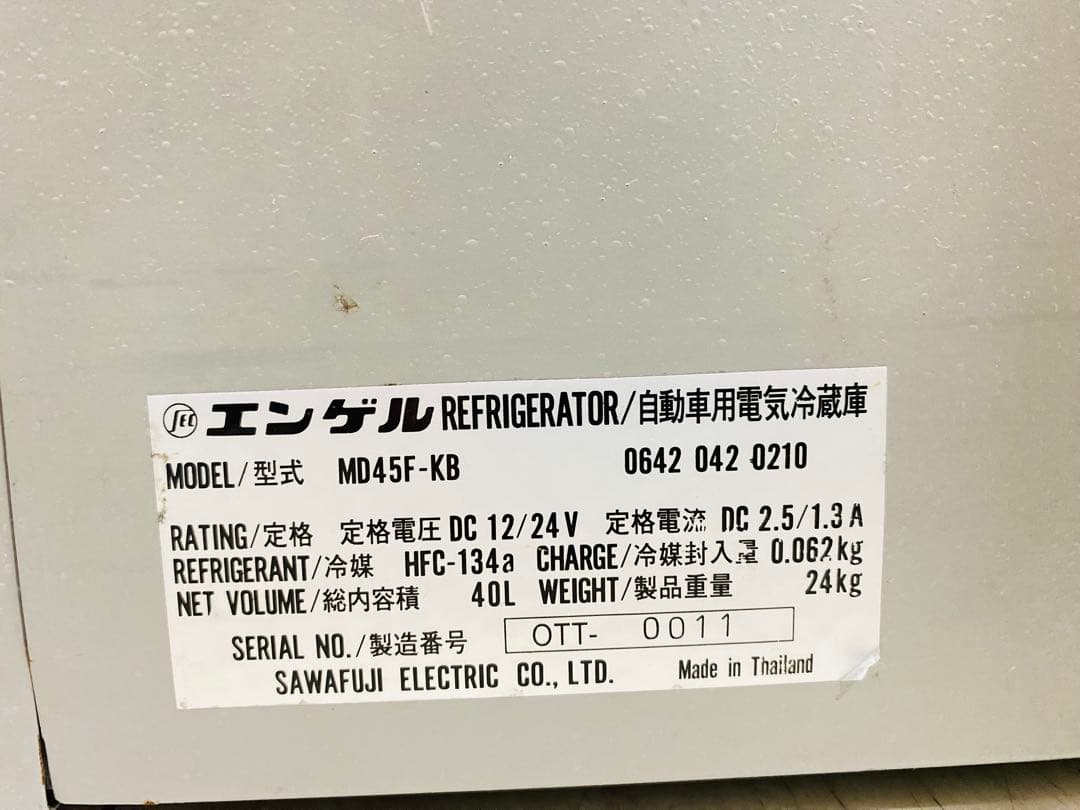 SEC エンゲル REFRIGERATOR/自動車用電気冷蔵庫
MODEL/型式 MD45F-KB 0642 042 0210
RATING/定格 定格電圧 DC 12/24V 定格電流 DC 2.5/1.3A
REFRIGERANT/冷媒 HFC-134a CHARGE/冷媒封入量 0.062kg
NET VOLUME/総内容積 40L WEIGHT/製品重量 24kg
SERIAL NO./製造番号 OTT- 0011
SAWAFUJI ELECTRIC CO., LTD. Made in Thailand